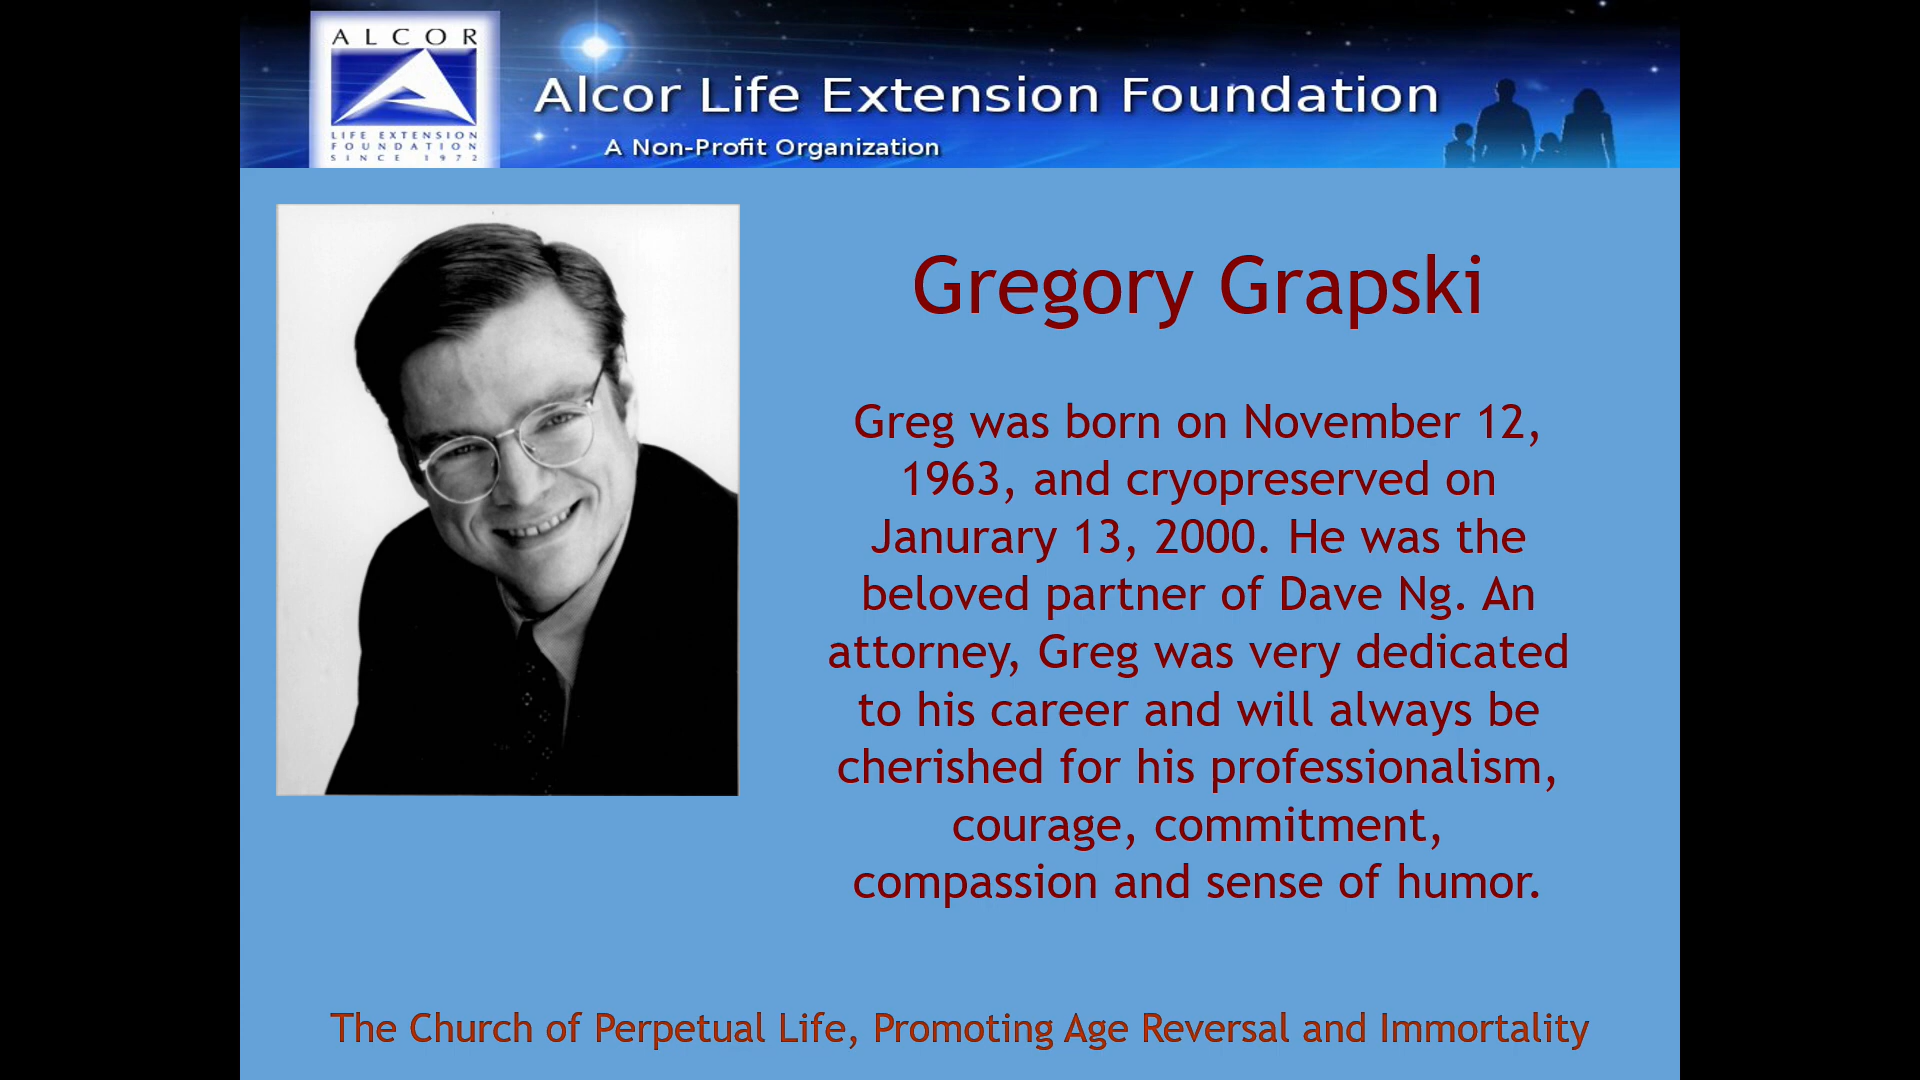 ALCOR
LIFE EXTENSION
FOUNDATION
SINCE 1972
Alcor Life Extension Foundation
A Non-Profit Organization
Gregory Grapski
Greg was born on November 12,
1963, and cryopreserved on
Janurary 13, 2000. He was the
beloved partner of Dave Ng. An
attorney, Greg was very dedicated
to his career and will always be
cherished for his professionalism,
courage, commitment,
compassion and sense of humor.
The Church of Perpetual Life, Promoting Age Reversal and Immortality